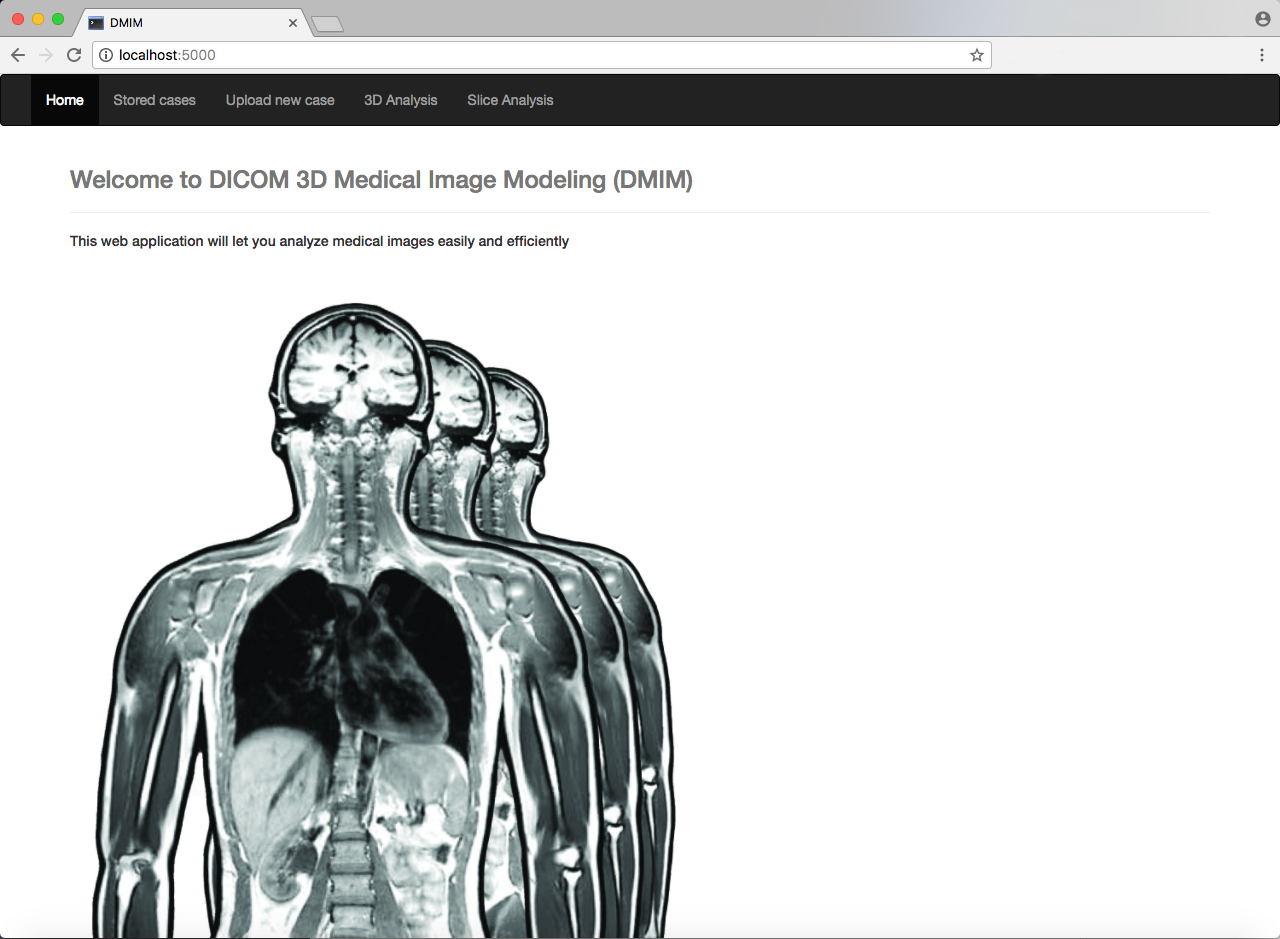 DMIM
localhost:5000
Home Stored cases Upload new case 3D Analysis Slice Analysis
Welcome to DICOM 3D Medical Image Modeling (DMIM)
This web application will let you analyze medical images easily and efficiently